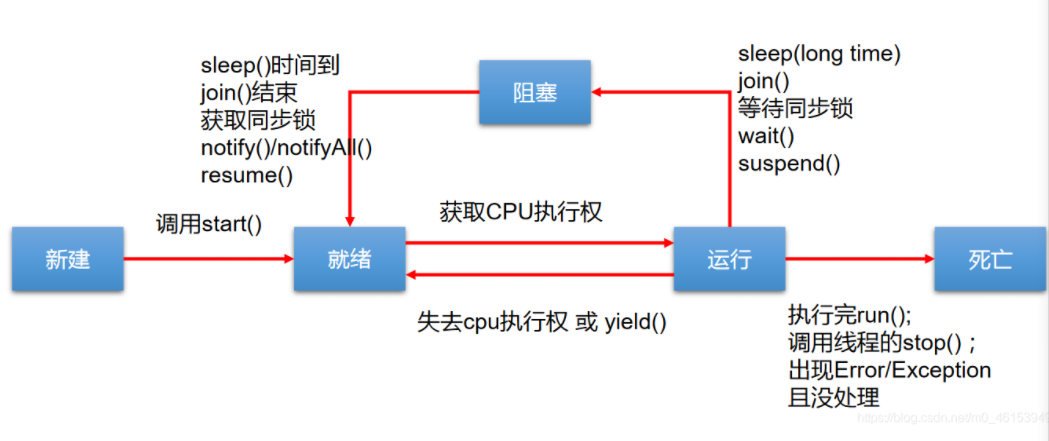 sleep()时间到
join()结束
获取同步锁
notify()/notifyAll()
resume()
阻塞
sleep(long time)
join()
等待同步锁
wait()
suspend()
调用start()
获取CPU执行权
新建
就绪
运行
死亡
失去cpu执行权 或 yield()
执行完run();
调用线程的stop() ;
出现Error/Exception
且没处理
https://blog.csdn.net/m0_4615394